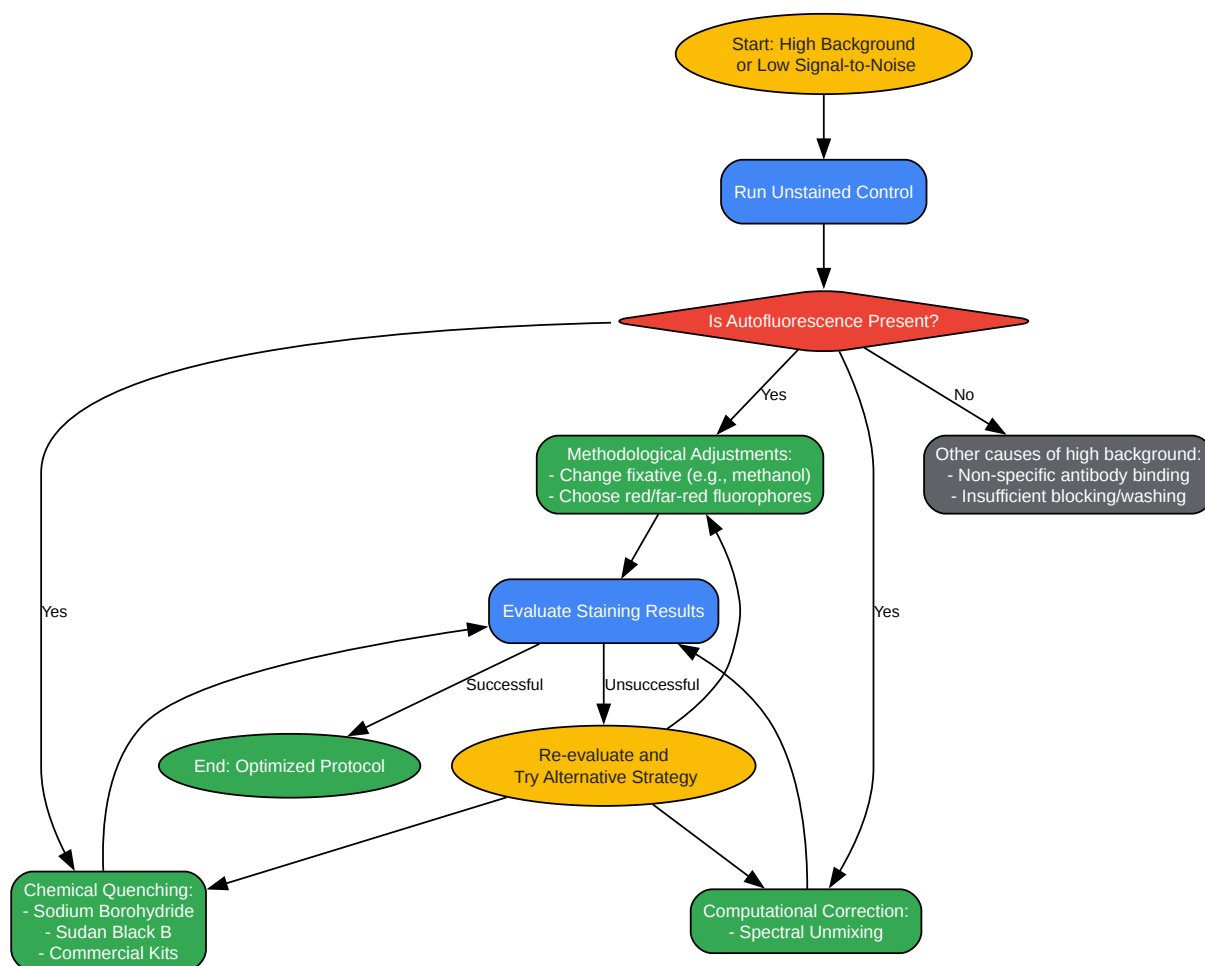 Start: High Background
or Low Signal-to-Noise
Run Unstained Control
Is Autofluorescence Present?
Yes
No
Methodological Adjustments:
- Change fixative (e.g., methanol)
- Choose red/far-red fluorophores
Other causes of high background:
- Non-specific antibody binding
- Insufficient blocking/washing
Yes
Evaluate Staining Results
Yes
Successful
Unsuccessful
End: Optimized Protocol
Re-evaluate and
Try Alternative Strategy
Chemical Quenching:
- Sodium Borohydride
- Sudan Black B
- Commercial Kits
Computational Correction:
- Spectral Unmixing